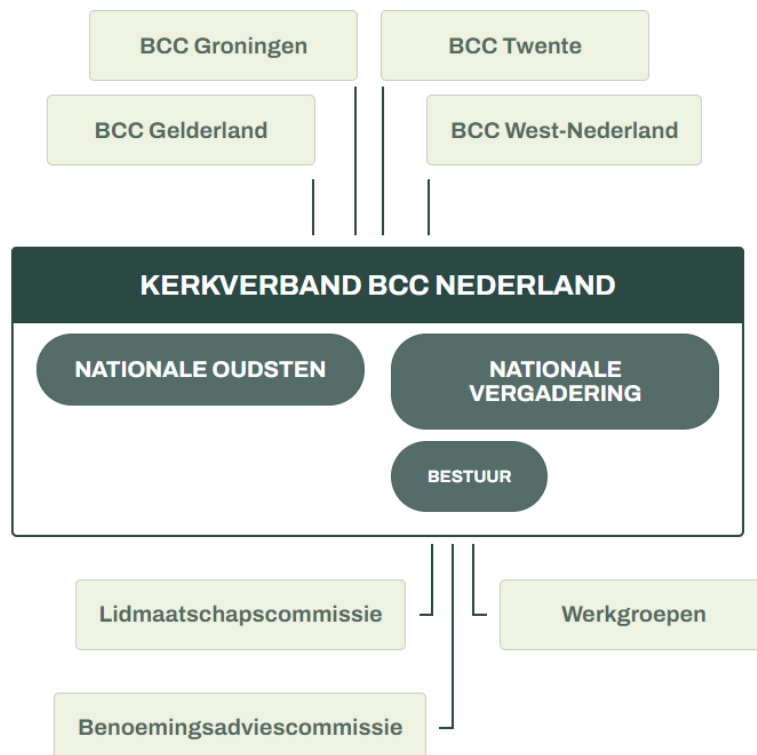 BCC Groningen
BCC Twente
BCC Gelderland
BCC West-Nederland
KERKVERBAND BCC NEDERLAND
NATIONALE OUDSTEN
NATIONALE
VERGADERING
BESTUUR
Lidmaatschapscommissie
Werkgroepen
Benoemingsadviescommissie